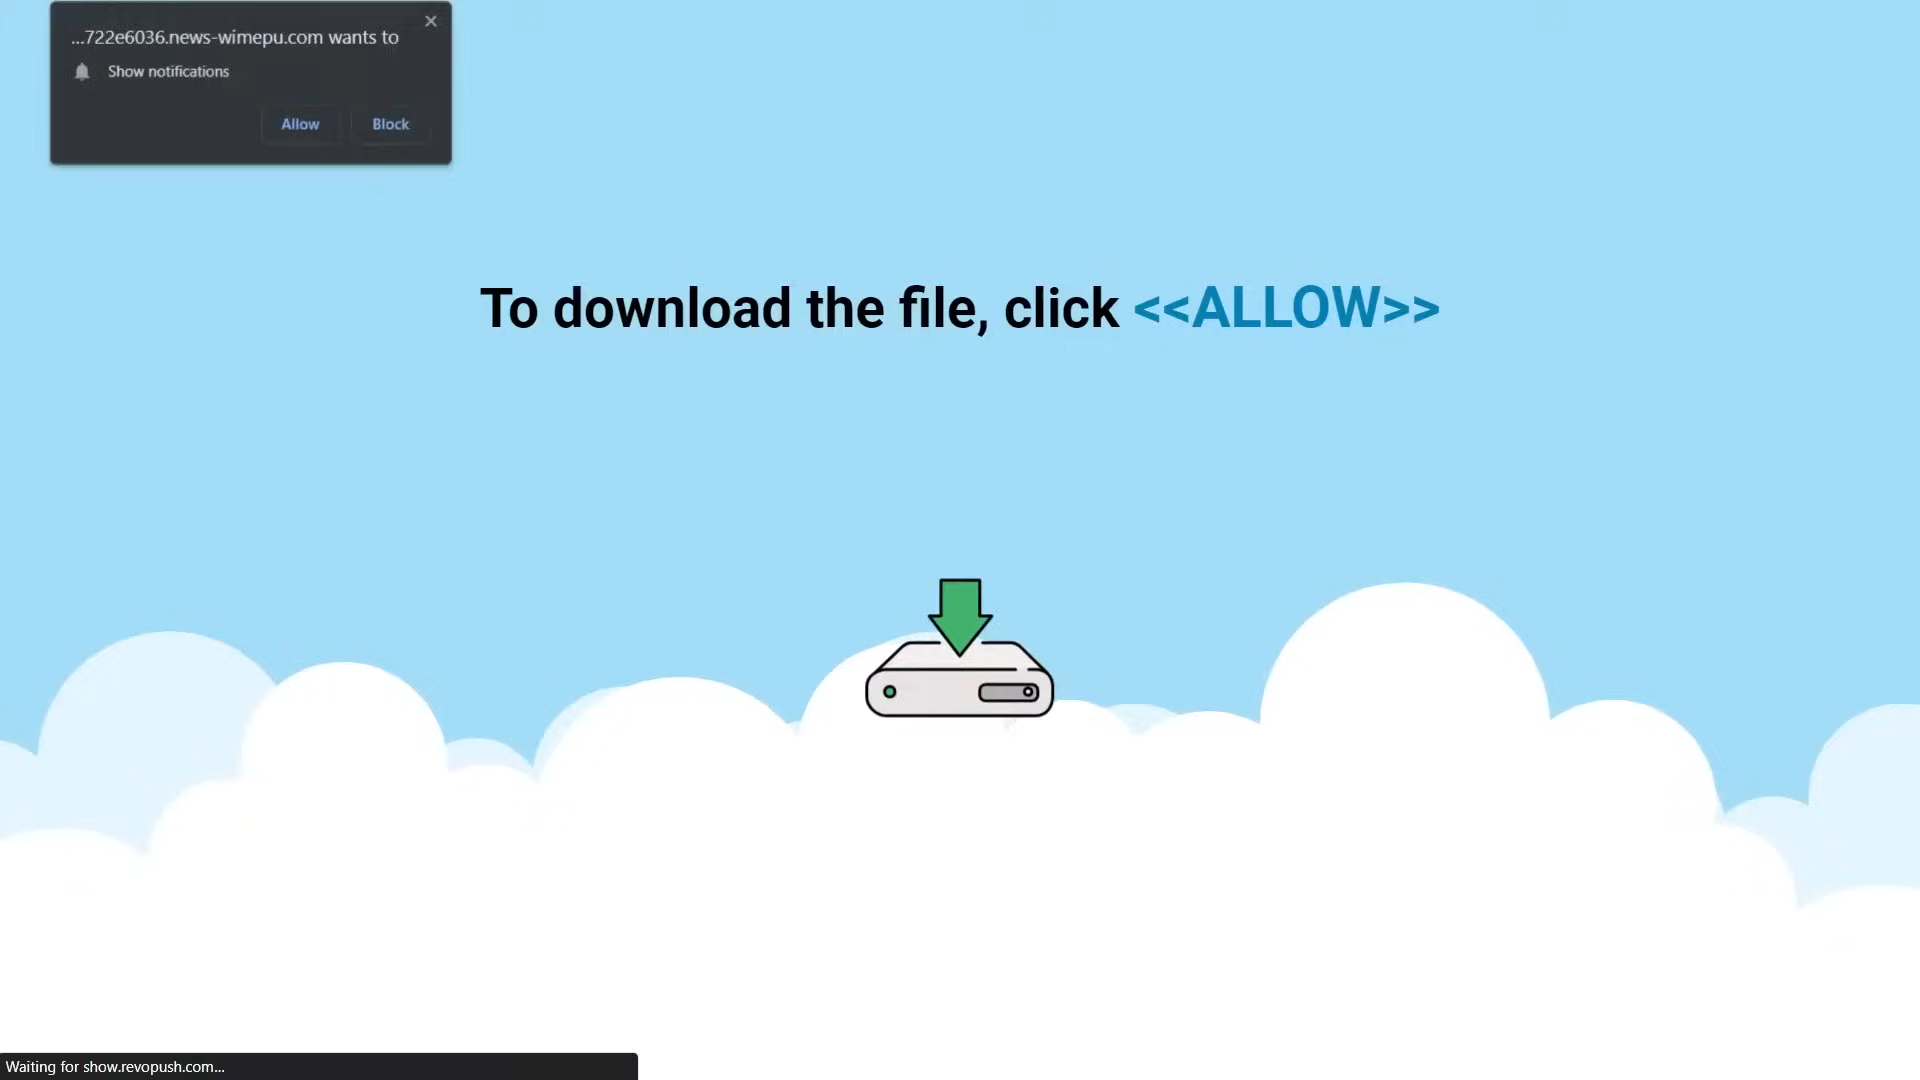 ...722e6036.news-wimepu.com wants to
Show notifications
Allow Block
To download the file, click <<ALLOW>>
Waiting for show.revopush.com...